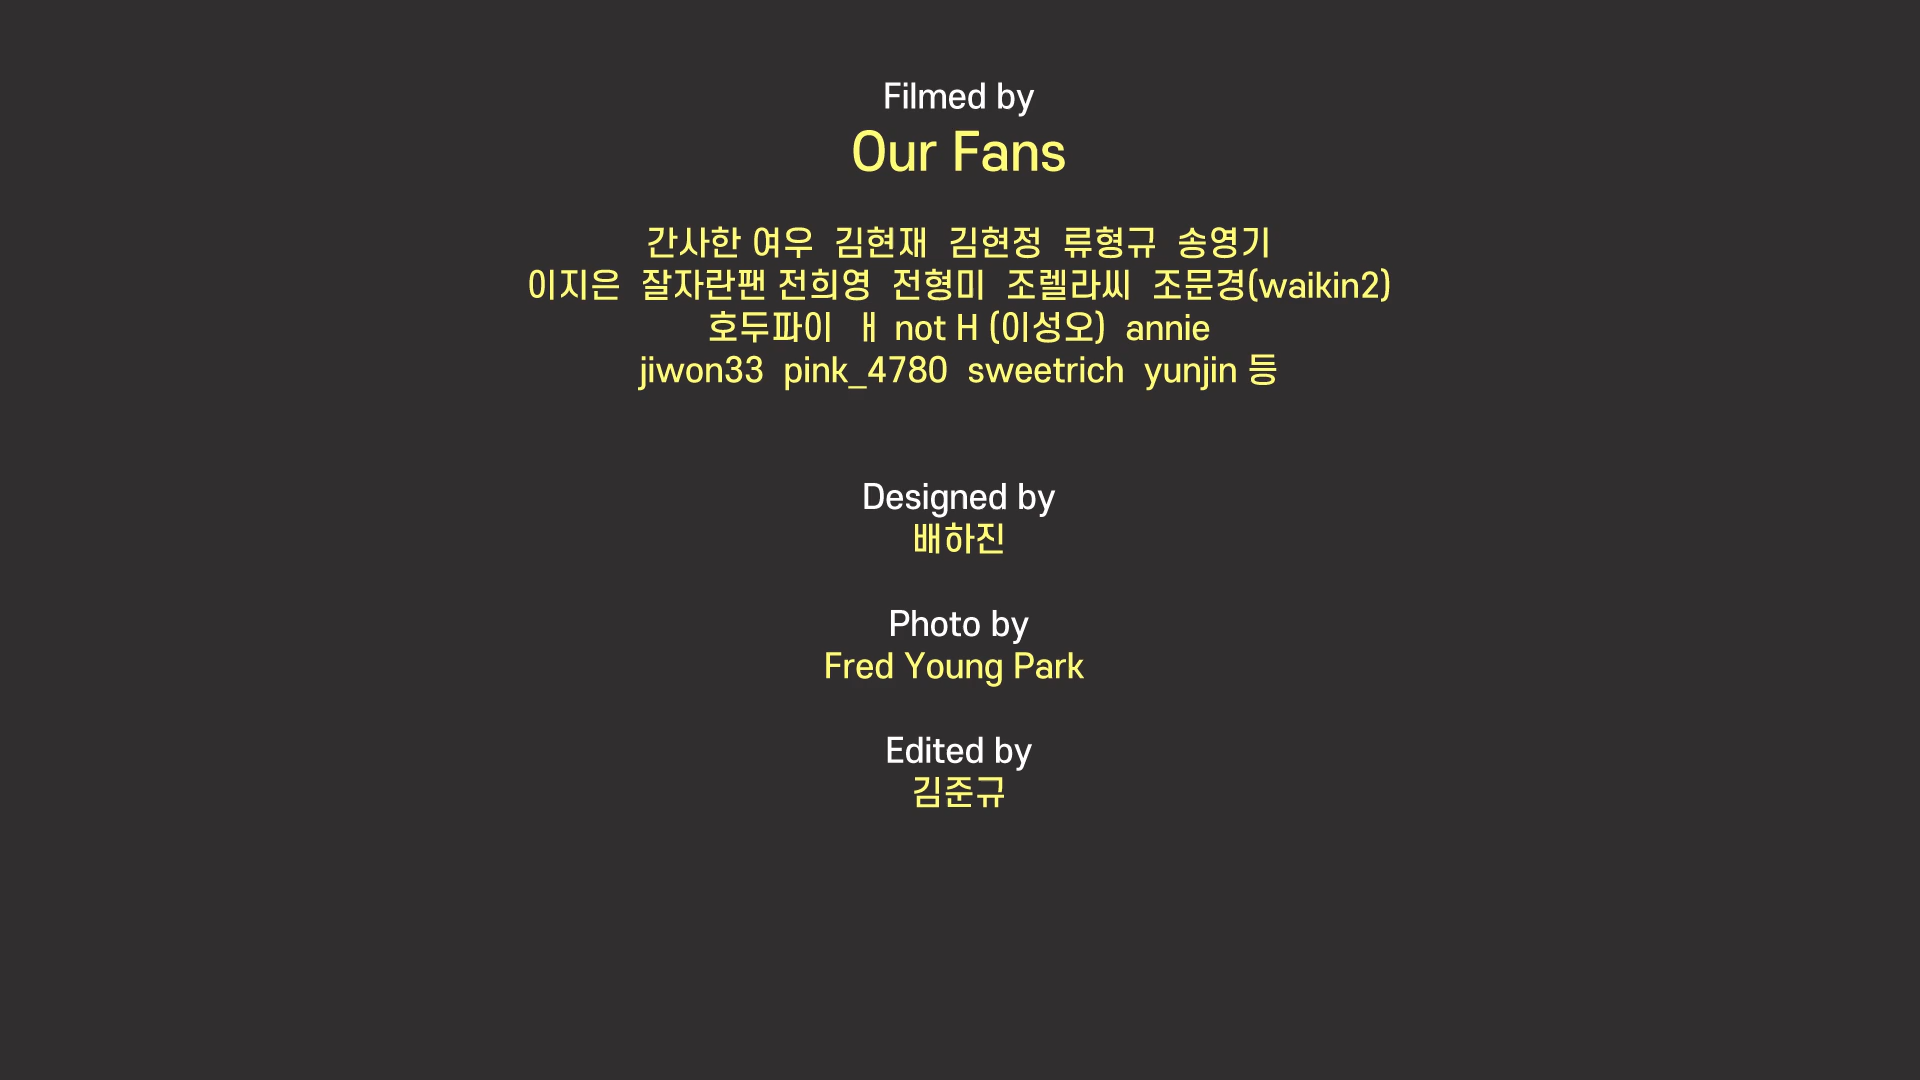 Filmed by
Our Fans
간사한 여우 김현재 김현정 류형규 송영기
이지은 잘자란팬 전희영 전형미 조렐라씨 조문경(waikin2)
호두파이 ㅐ not H (이성오) annie
jiwon33 pink_4780 sweetrich yunjin 등
Designed by
배하진
Photo by
Fred Young Park
Edited by
김준규